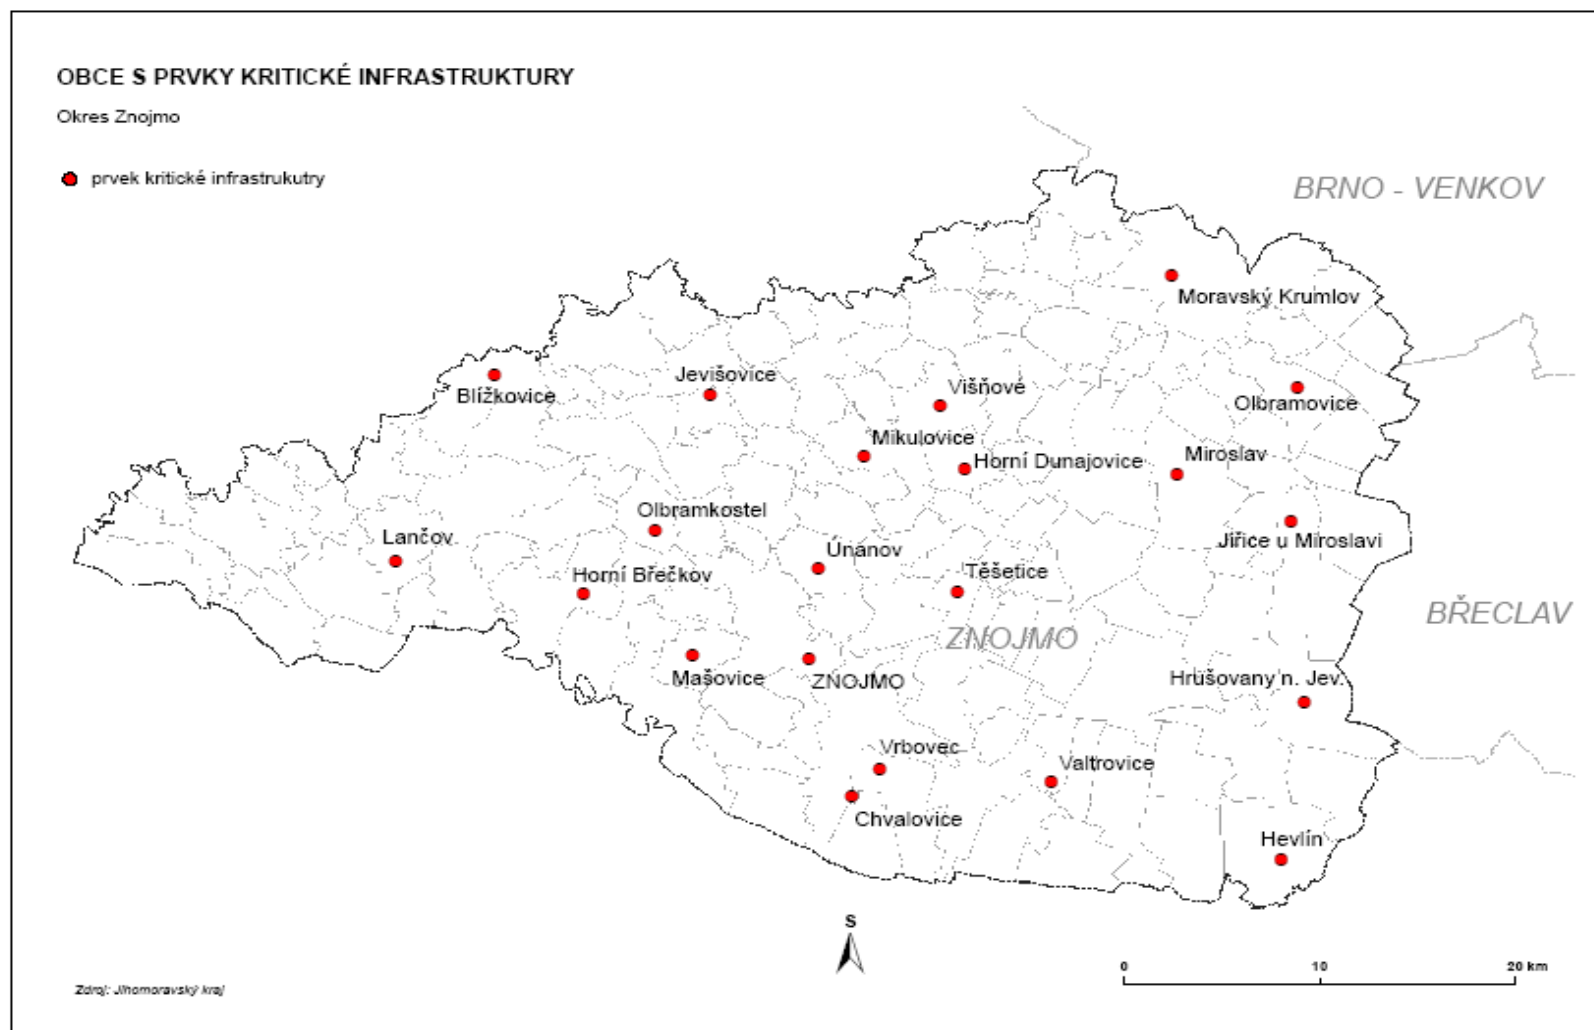 OBCE S PRVKY KRITICKÉ INFRASTRUKTURY
Okres Znojmo
prvek kritické infrastrukutry
BRNO - VENKOV
Moravský Krumlov
Blížkovice
Jevišovice
Višňové
Olbramovice
Mikulovice
Horní Dunajovice
Miroslav
Olbramkostel
Lančov
Jiřice u Miroslavi
Únanov
Horní Břečkov
Těšetice
BŘECLAV
ZNOJMO
Mašovice
ZNOJMO
Hrušovany n. Jev.
Vrbovec
Valtrovice
Chvalovice
Hevlín
S
0 10 20 km
Zdroj: Jihomoravský kraj